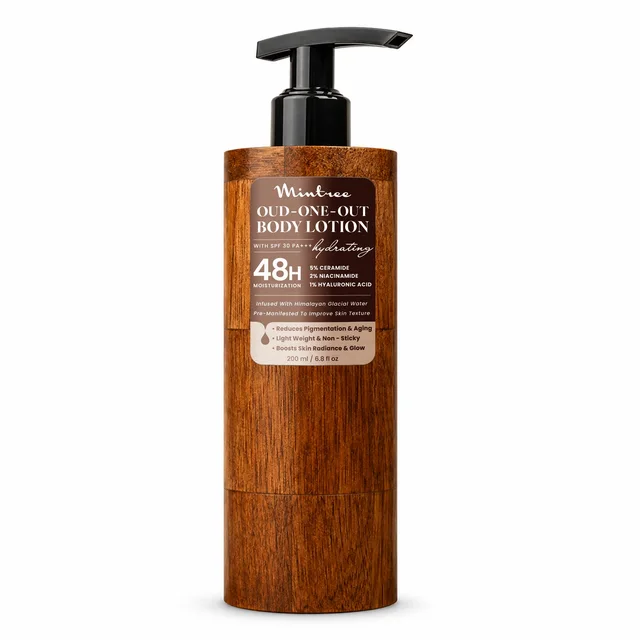 Mintree
OUD-ONE-OUT
BODY LOTION
WITH SPF 30 PA+++ hydrating
48H
MOISTURIZATION
5% CERAMIDE
2% NIACINAMIDE
1% HYALURONIC ACID
Infused With Himalayan Glacial Water
Pre-Manifested To Improve Skin Texture
• Reduces Pigmentation & Aging
• Light Weight & Non - Sticky
• Boosts Skin Radiance & Glow
200 ml / 6.8 fl oz